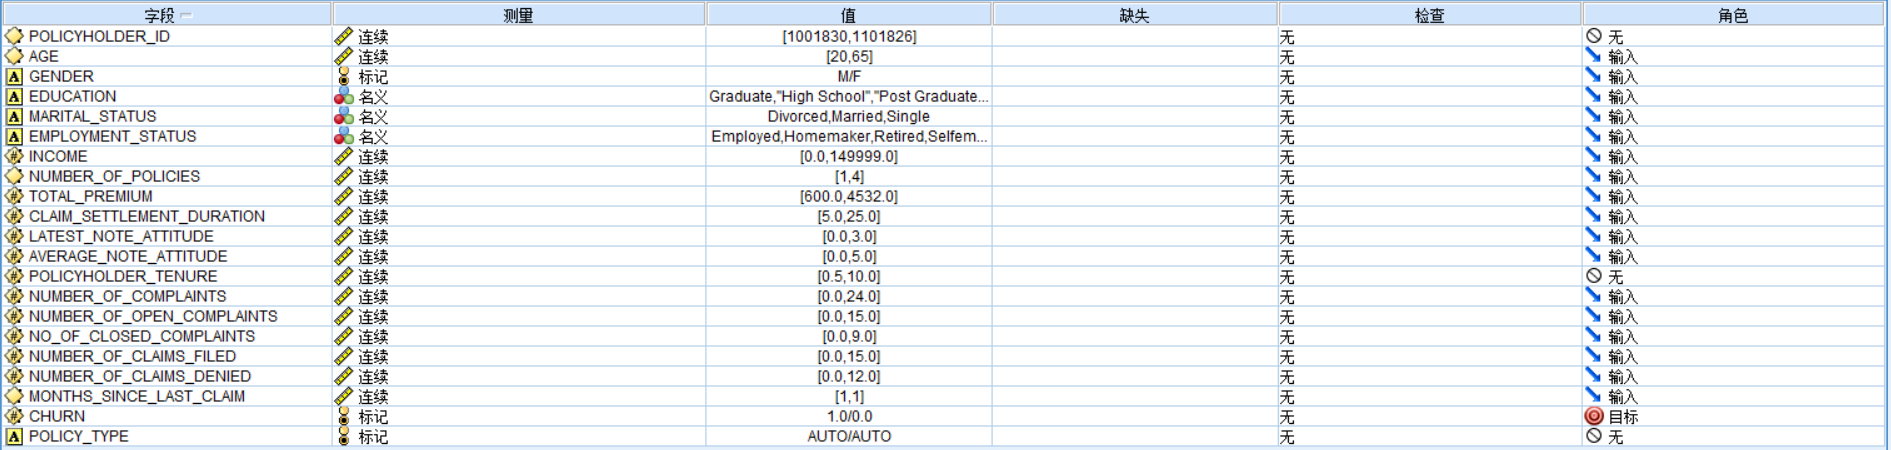 字段 测量 值 缺失 检查 角色
POLICYHOLDER_ID 连续 [1001830,1101826] 无 无
AGE 连续 [20,65] 无 输入
GENDER 标记 M/F 无 输入
EDUCATION 名义 Graduate,"High School","Post Graduate... 无 输入
MARITAL_STATUS 名义 Divorced,Married,Single 无 输入
EMPLOYMENT_STATUS 名义 Employed,Homemaker,Retired,Selfem... 无 输入
INCOME 连续 [0.0,149999.0] 无 输入
NUMBER_OF_POLICIES 连续 [1,4] 无 输入
TOTAL_PREMIUM 连续 [600.0,4532.0] 无 输入
CLAIM_SETTLEMENT_DURATION 连续 [5.0,25.0] 无 输入
LATEST_NOTE_ATTITUDE 连续 [0.0,3.0] 无 输入
AVERAGE_NOTE_ATTITUDE 连续 [0.0,5.0] 无 输入
POLICYHOLDER_TENURE 连续 [0.5,10.0] 无 无
NUMBER_OF_COMPLAINTS 连续 [0.0,24.0] 无 输入
NUMBER_OF_OPEN_COMPLAINTS 连续 [0.0,15.0] 无 输入
NO_OF_CLOSED_COMPLAINTS 连续 [0.0,9.0] 无 输入
NUMBER_OF_CLAIMS_FILED 连续 [0.0,15.0] 无 输入
NUMBER_OF_CLAIMS_DENIED 连续 [0.0,12.0] 无 输入
MONTHS_SINCE_LAST_CLAIM 连续 [1,1] 无 输入
CHURN 标记 1.0/0.0 无 目标
POLICY_TYPE 标记 AUTO/AUTO 无 无